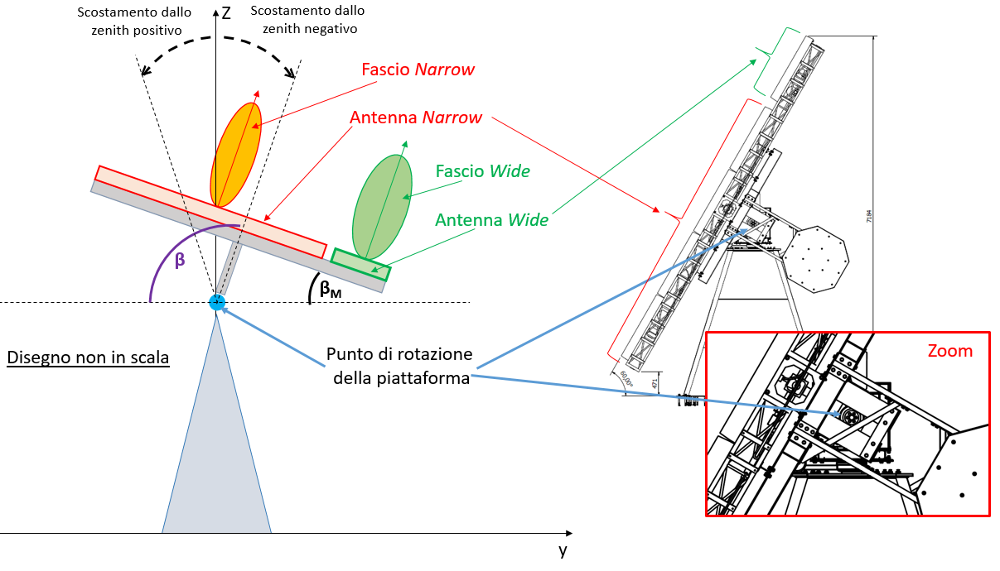 Scostamento dallo
zenith positivo
Z
Scostamento dallo
zenith negativo
Fascio Narrow
Antenna Narrow
Fascio Wide
Antenna Wide
β
βM
Disegno non in scala
Punto di rotazione
della piattaforma
y
7184
60,00°
471
Zoom